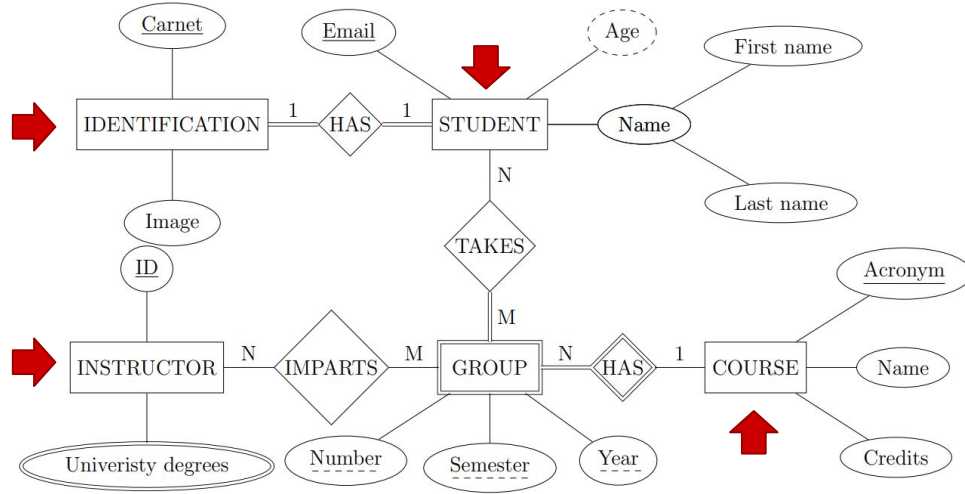 Carnet
Email
Age
First name
IDENTIFICATION
1
HAS
1
STUDENT
Name
N
Image
Last name
TAKES
ID
Acronym
M
INSTRUCTOR
N
IMPARTS
M
GROUP
N
HAS
1
COURSE
Name
Univeristy degrees
Number
Semester
Year
Credits